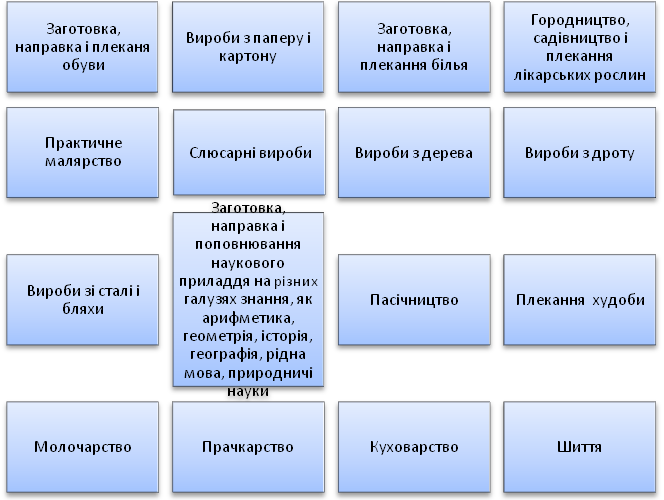 Заготовка,
направка і плеканя
обуви
Вироби з паперу і
картону
Заготовка,
направка і
плекання білья
Городництво,
садівництво і
плекання
лікарських рослин
Практичне
малярство
Слюсарні вироби
Вироби з дерева
Вироби з дроту
Вироби зі сталі і
бляхи
Заготовка,
направка і
поповнювання
наукового
приладдя на різних
галузях знання, як
арифметика,
геометрія, історія,
географія, рідна
мова, природничі
науки
Пасічництво
Плекання худоби
Молочарство
Прачкарство
Куховарство
Шиття